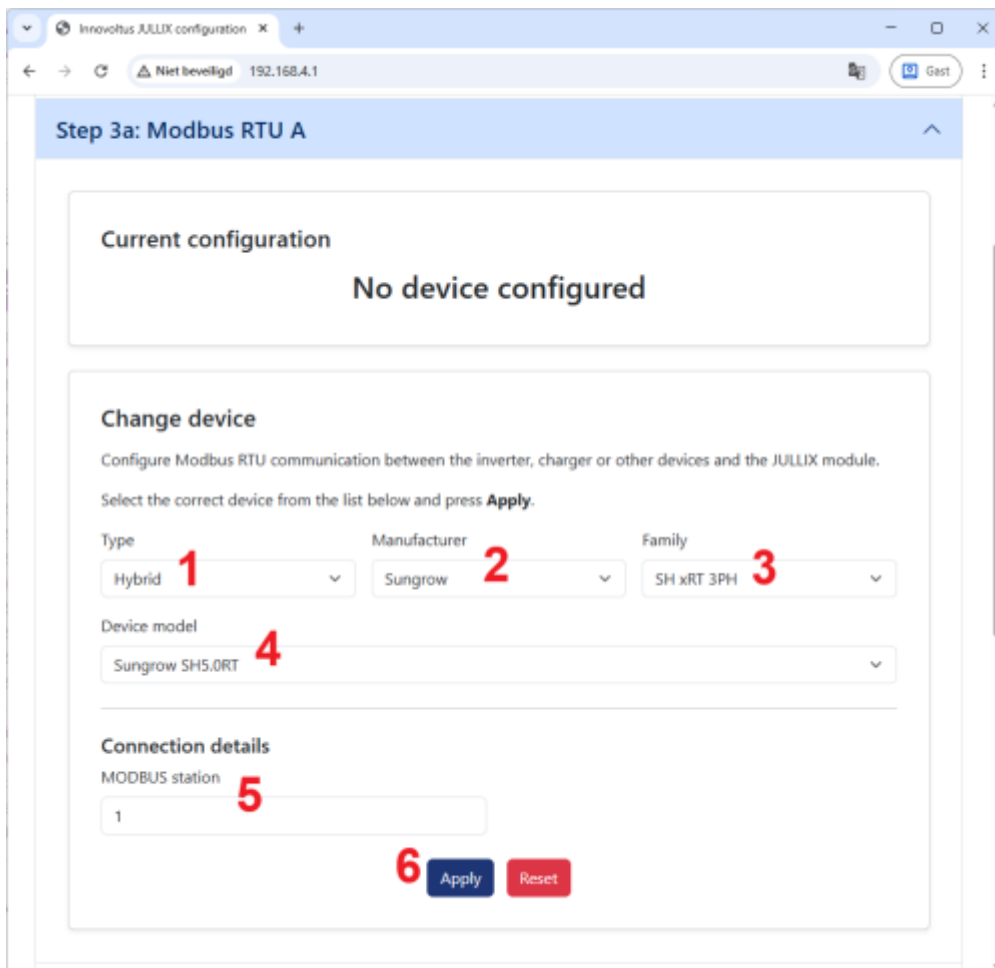 Innovoltus JULLIX configuration
Niet beveiligd 192.168.4.1 Gast
Step 3a: Modbus RTU A
Current configuration
No device configured
Change device
Configure Modbus RTU communication between the inverter, charger or other devices and the JULLIX module.
Select the correct device from the list below and press Apply.
Type Manufacturer Family
Hybrid 1 Sungrow 2 SH xRT 3PH 3
Device model
Sungrow SH5.0RT 4
Connection details
MODBUS station
5
1
6 Apply Reset